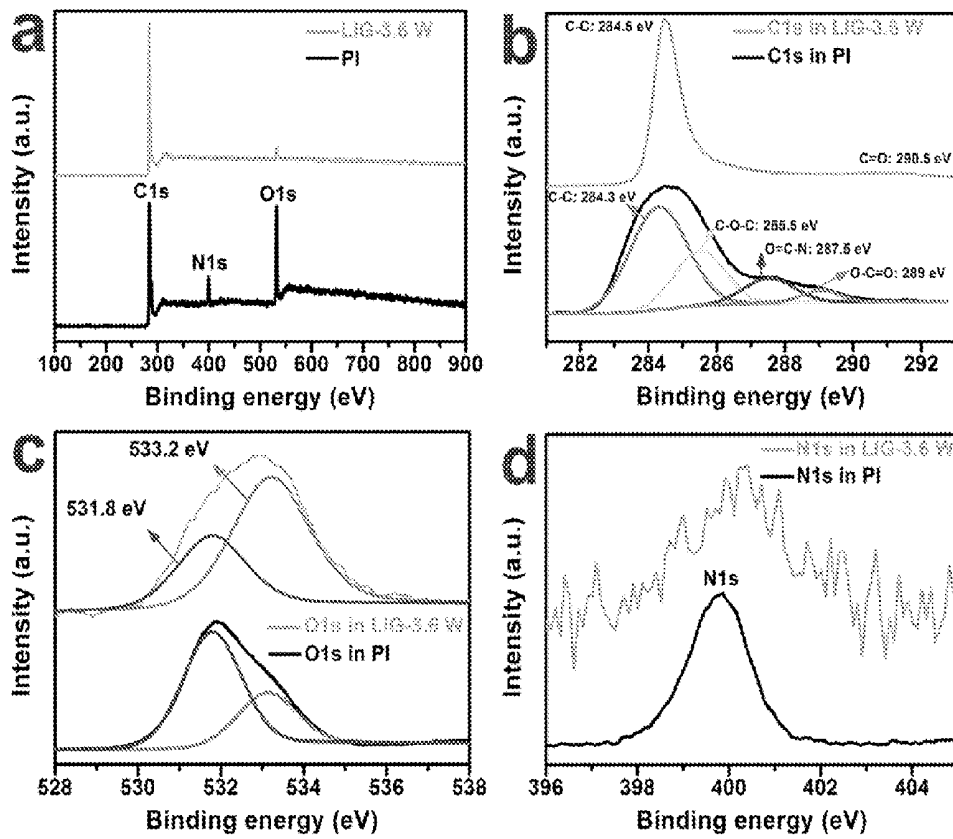 a
LIG-3.6 W
PI
C1s
N1s
O1s
Intensity (a.u.)
100 200 300 400 500 600 700 800 900
Binding energy (eV)
b
C-C: 284.5 eV
C1s in LIG-3.6 W
C1s in PI
C=O: 290.5 eV
C-C: 284.3 eV
C-O-C: 285.5 eV
O=C-N: 287.5 eV
O-C=O: 289 eV
Intensity (a.u.)
282 284 286 288 290 292
Binding energy (eV)
c
533.2 eV
531.8 eV
O1s in LIG-3.6 W
O1s in PI
Intensity (a.u.)
528 530 532 534 536 538
Binding energy (eV)
d
N1s in LIG-3.6 W
N1s in PI
N1s
Intensity (a.u.)
396 398 400 402 404
Binding energy (eV)